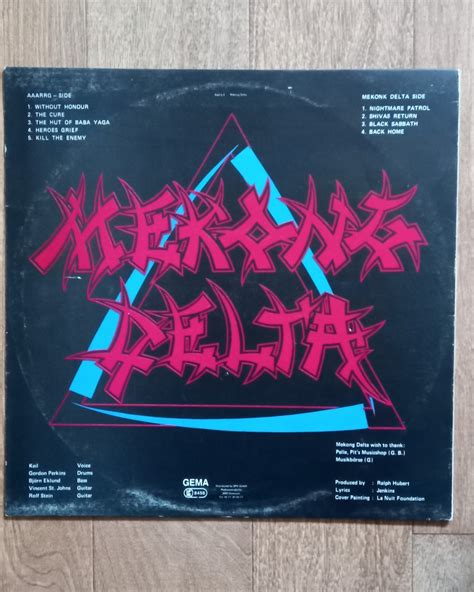 AAARRG - SIDE
1. WITHOUT HONOUR
2. THE CURE
3. THE HUT OF BABA YAGA
4. HEROES GRIEF
5. KILL THE ENEMY
MEKONK DELTA SIDE
1. NIGHTMARE PATROL
2. SHIVAS RETURN
3. BLACK SABBATH
4. BACK HOME
MEKONG
DELTA
Keil Voice
Gordon Perkins Drums
Björn Eklund Bass
Vincent St. Johns Guitar
Rolf Stein Guitar
GEMA
Mekong Delta wish to thank:
Palle, Pit's Musicshop (G. B.)
Musikbörse (G)
Produced by : Ralph Hubert
Lyrics : Jenkins
Cover Painting : La Nuit Foundation